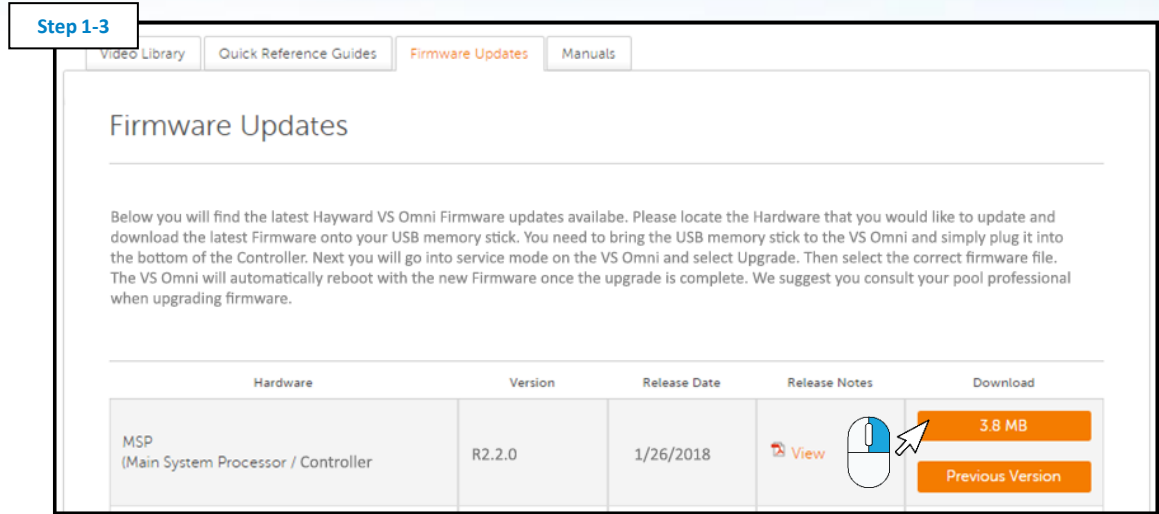 Step 1-3
Video Library
Quick Reference Guides
Firmware Updates
Manuals
Firmware Updates
Below you will find the latest Hayward VS Omni Firmware updates availabe. Please locate the Hardware that you would like to update and
download the latest Firmware onto your USB memory stick. You need to bring the USB memory stick to the VS Omni and simply plug it into
the bottom of the Controller. Next you will go into service mode on the VS Omni and select Upgrade. Then select the correct firmware file.
The VS Omni will automatically reboot with the new Firmware once the upgrade is complete. We suggest you consult your pool professional
when upgrading firmware.
Hardware Version Release Date Release Notes Download
MSP
(Main System Processor / Controller
R2.2.0
1/26/2018
View
3.8 MB
Previous Version